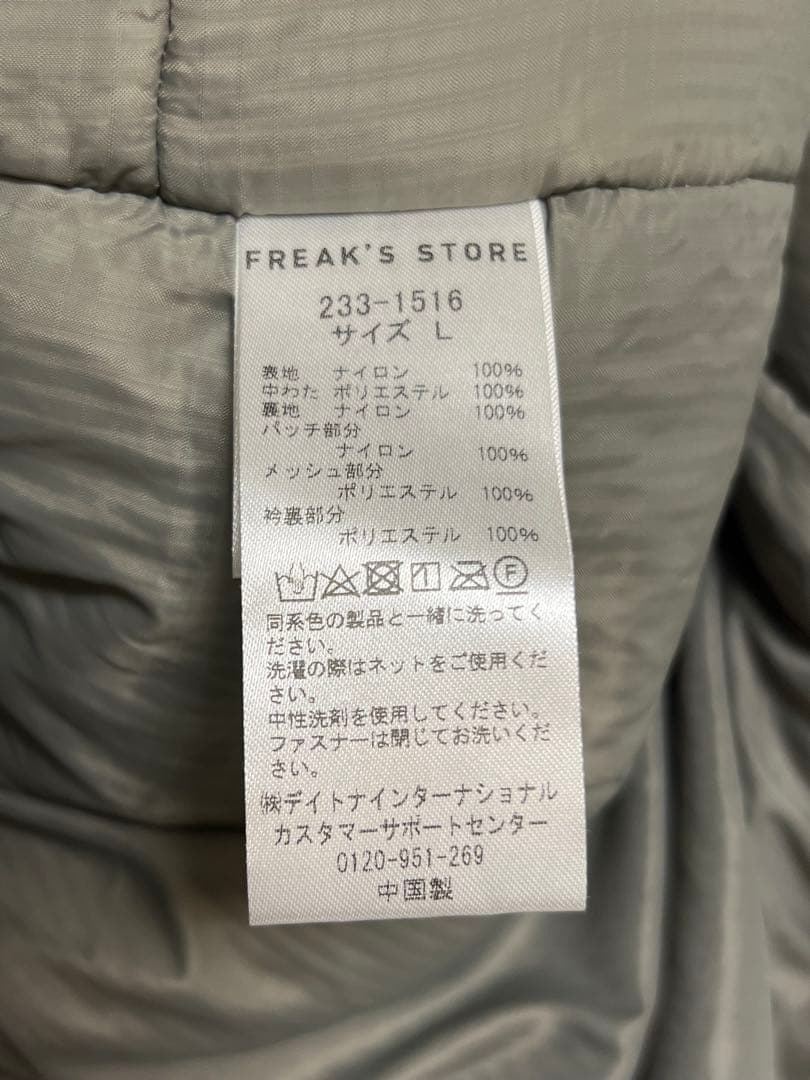 FREAK'S STORE
233-1516
サイズ L
表地 ナイロン 100%
中わた ポリエステル 100%
裏地 ナイロン 100%
パッチ部分
ナイロン 100%
メッシュ部分
ポリエステル 100%
衿裏部分
ポリエステル 100%
1 F
同系色の製品と一緒に洗ってく
ださい。
洗濯の際はネットをご使用くだ
さい。
中性洗剤を使用してください。
ファスナーは閉じてお洗いくだ
さい。
㈱デイトナインターナショナル
カスタマーサポートセンター
0120-951-269
中国製